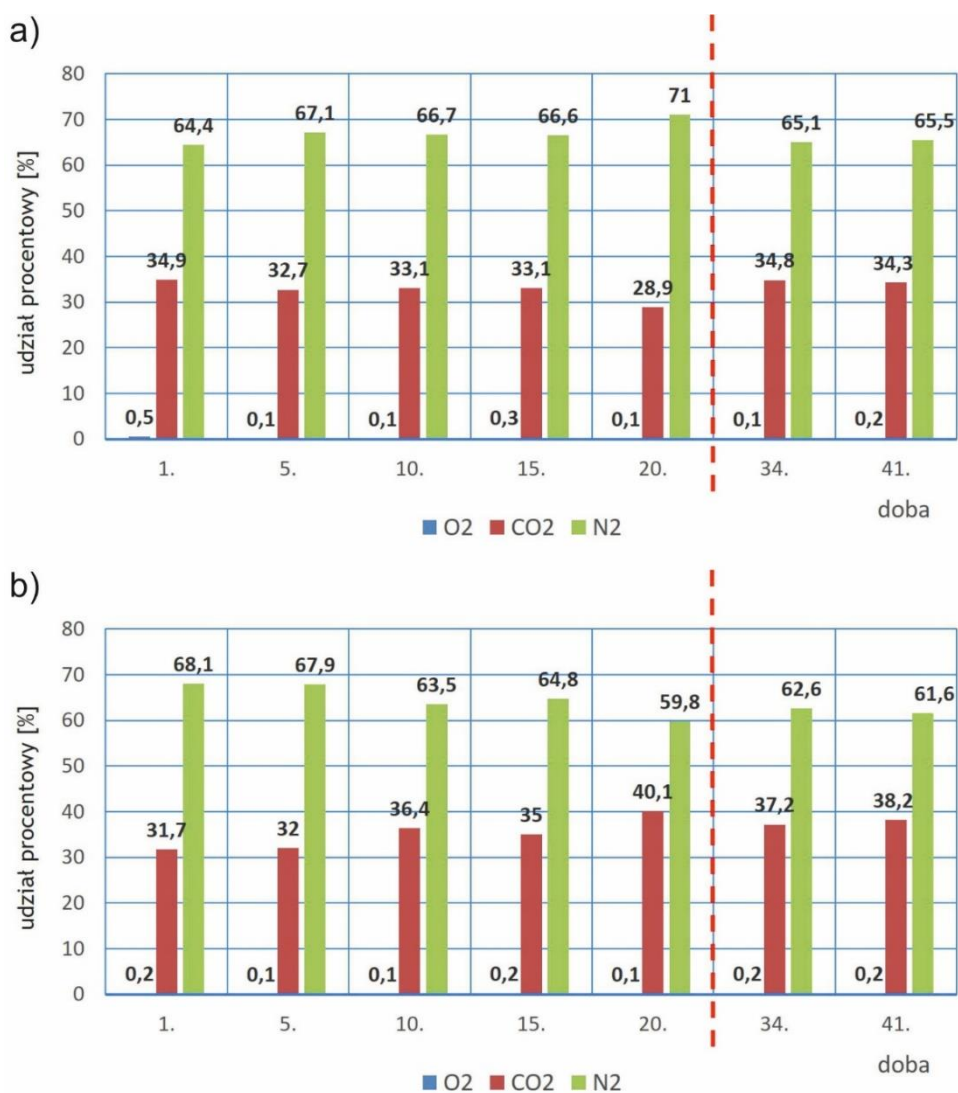 a)
udział procentowy [%]
80
70
60
50
40
30
20
10
0
0,5 34,9 64,4
0,1 32,7 67,1
0,1 33,1 66,7
0,3 33,1 66,6
0,1 28,9 71
0,1 34,8 65,1
0,2 34,3 65,5
1. 5. 10. 15. 20. 34. 41.
doba
O2 CO2 N2
b)
udział procentowy [%]
80
70
60
50
40
30
20
10
0
0,2 31,7 68,1
0,1 32 67,9
0,1 36,4 63,5
0,2 35 64,8
0,1 40,1 59,8
0,2 37,2 62,6
0,2 38,2 61,6
1. 5. 10. 15. 20. 34. 41.
doba
O2 CO2 N2